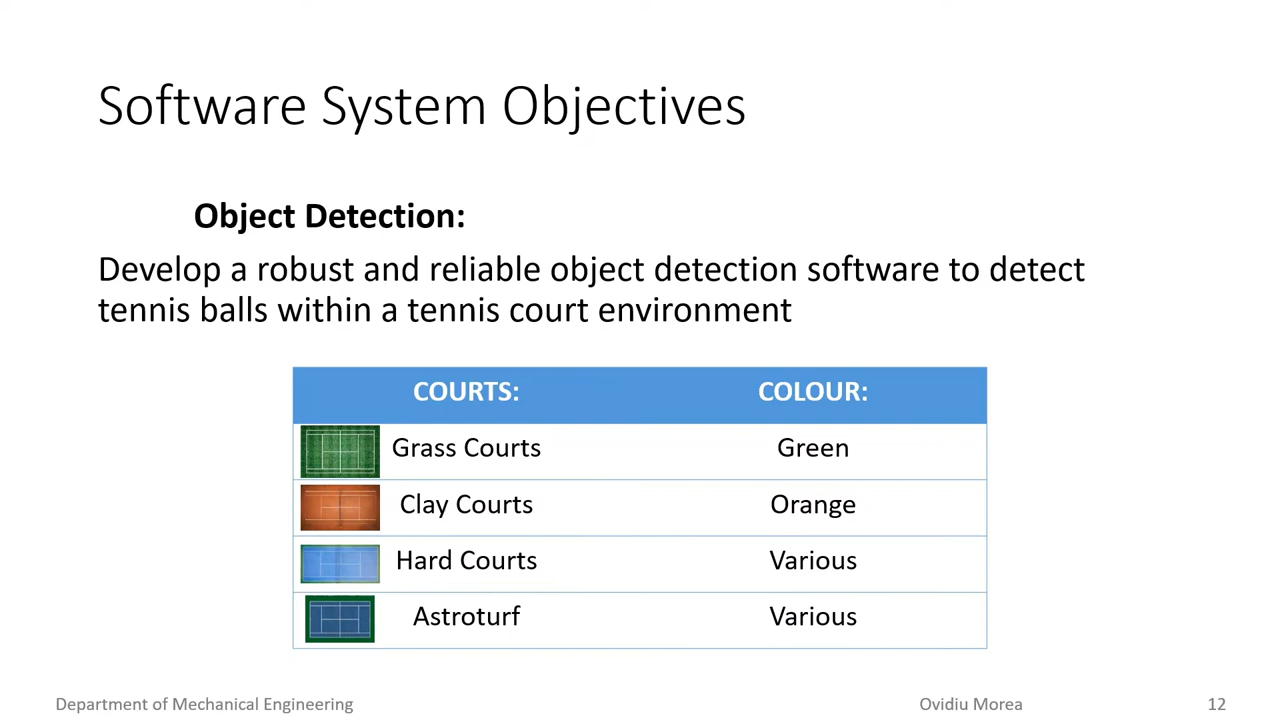 Software System Objectives
Object Detection:
Develop a robust and reliable object detection software to detect
tennis balls within a tennis court environment
COURTS: COLOUR:
Grass Courts Green
Clay Courts Orange
Hard Courts Various
Astroturf Various
Department of Mechanical Engineering Ovidiu Morea 12